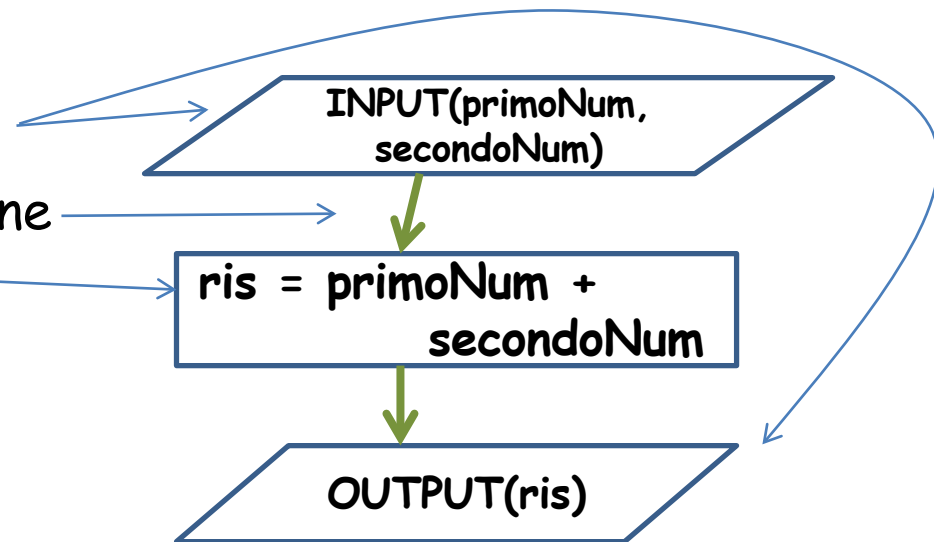 INPUT(primoNum,
secondoNum)
ne
ris = primoNum +
secondoNum
OUTPUT(ris)